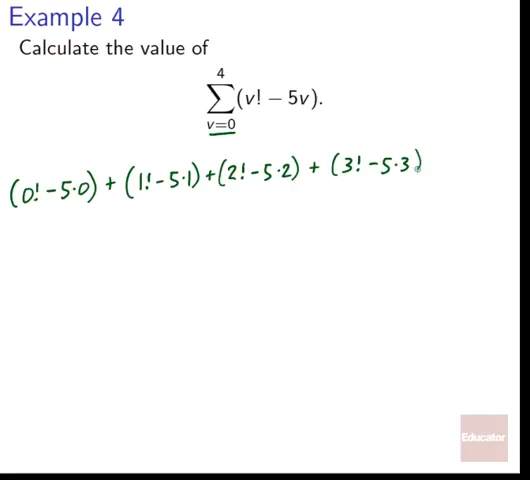 Example 4
Calculate the value of
4
∑(v! − 5v).
v=0
(0! − 5·0) + (1! − 5·1) + (2! − 5·2) + (3! − 5·3)
Educator